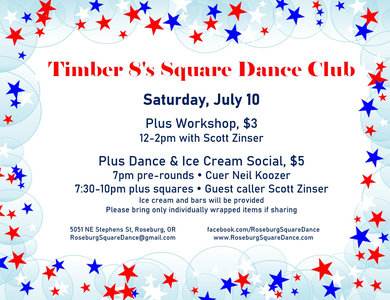 Timber 8's Square Dance Club
Saturday, July 10
Plus Workshop, $3
12-2pm with Scott Zinser
Plus Dance & Ice Cream Social, $5
7pm pre-rounds • Cuer Neil Koozer
7:30-10pm plus squares • Guest caller Scott Zinser
Ice cream and bars will be provided
Please bring only individually wrapped items if sharing
5051 NE Stephens St, Roseburg, OR
RoseburgSquareDance@gmail.com
facebook.com/RoseburgSquareDance
www.RoseburgSquareDance.com